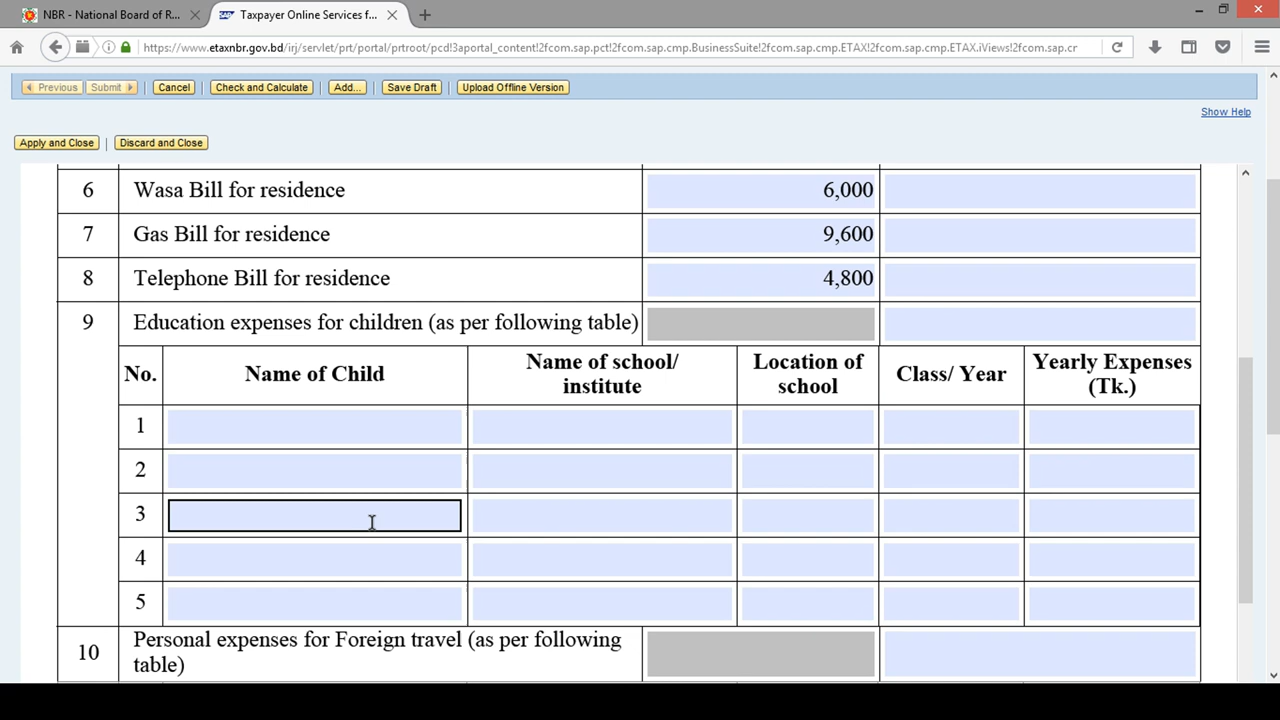 NBR - National Board of R...
Taxpayer Online Services f...
https://www.etaxnbr.gov.bd/irj/servlet/prt/portal/prtroot/pcd!3aportal_content!2fcom.sap.pct!2fcom.sap.cmp.BusinessSuite!2fcom.sap.cmp.ETAX!2fcom.sap.cmp.ETAX.iViews!2fcom.sap.cr
Previous Submit Cancel Check and Calculate Add... Save Draft Upload Offline Version
Show Help
Apply and Close Discard and Close
6 Wasa Bill for residence 6,000
7 Gas Bill for residence 9,600
8 Telephone Bill for residence 4,800
9 Education expenses for children (as per following table)
No. Name of Child Name of school/ institute Location of school Class/ Year Yearly Expenses (Tk.)
1
2
3
4
5
10 Personal expenses for Foreign travel (as per following
table)